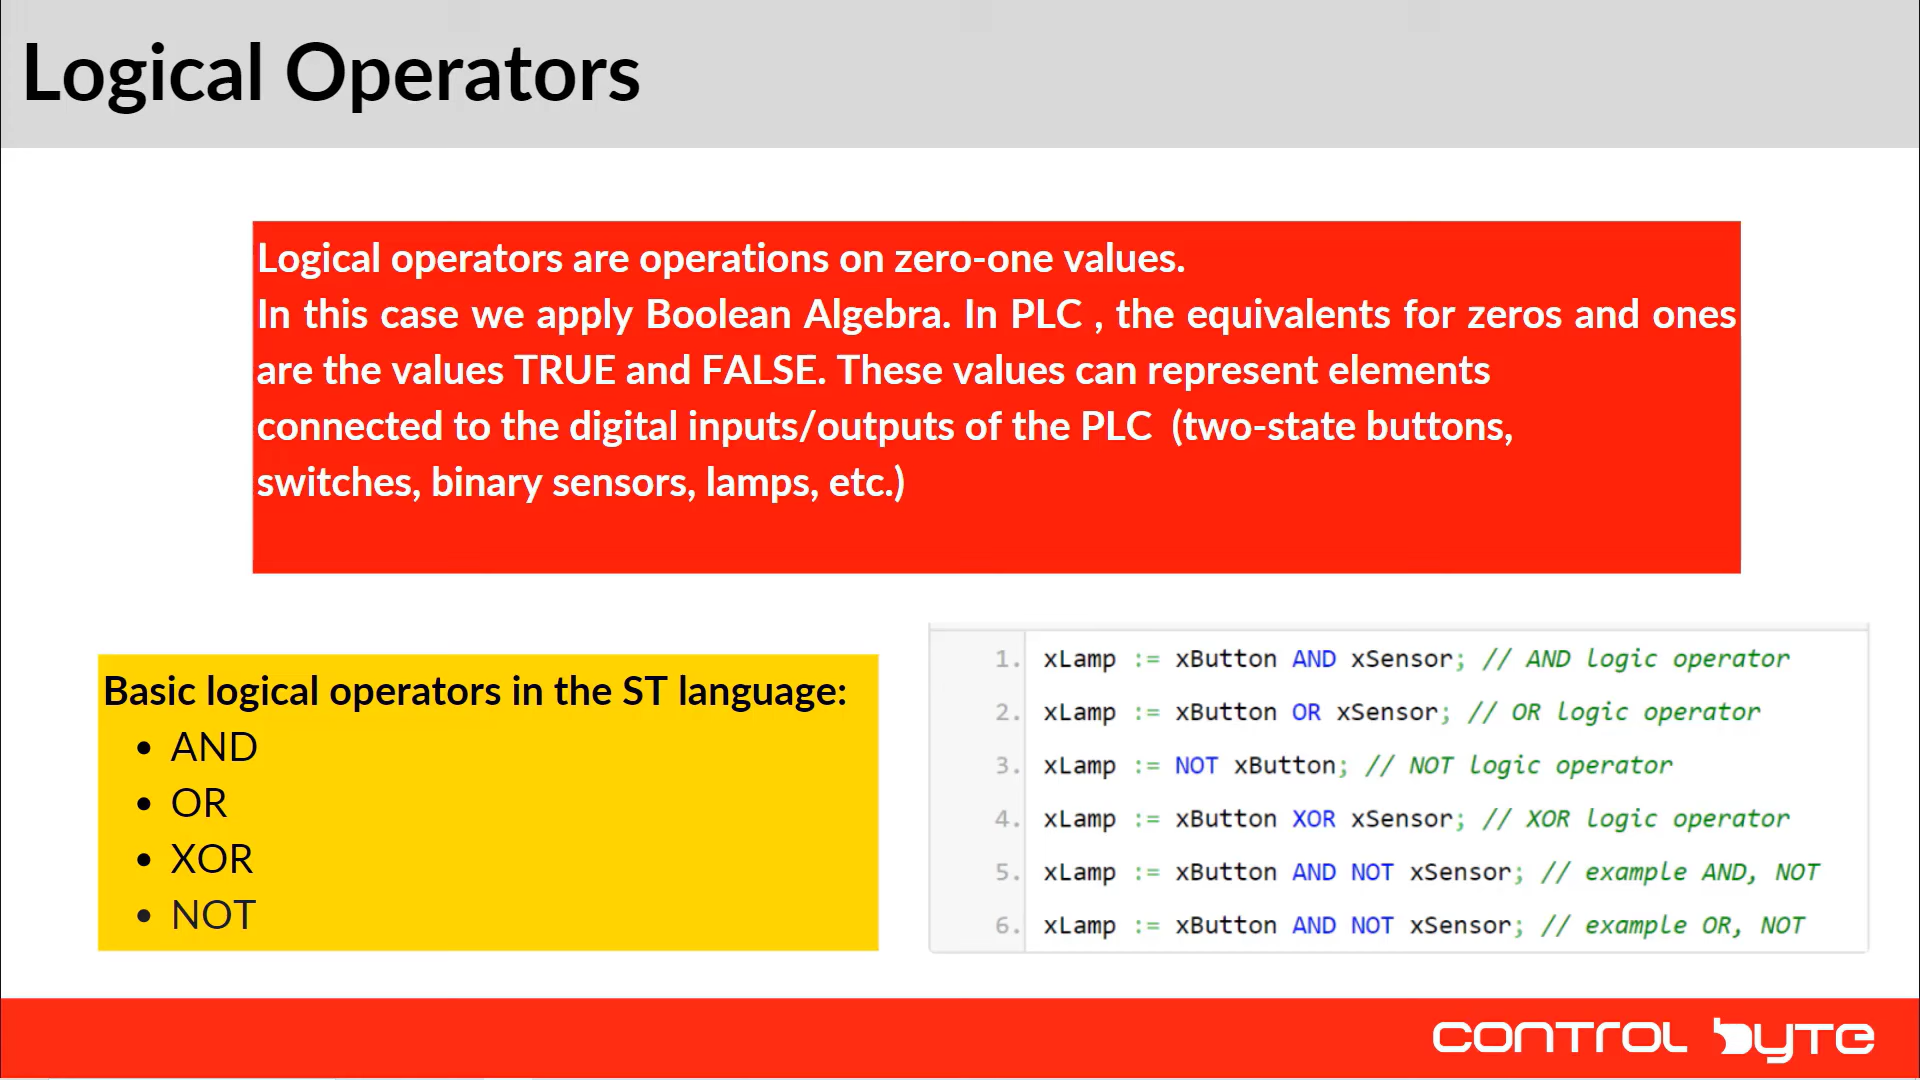 Logical Operators
Logical operators are operations on zero-one values.
In this case we apply Boolean Algebra. In PLC , the equivalents for zeros and ones
are the values TRUE and FALSE. These values can represent elements
connected to the digital inputs/outputs of the PLC (two-state buttons,
switches, binary sensors, lamps, etc.)
Basic logical operators in the ST language:
• AND
• OR
• XOR
• NOT
1. xLamp := xButton AND xSensor; // AND logic operator
2. xLamp := xButton OR xSensor; // OR logic operator
3. xLamp := NOT xButton; // NOT logic operator
4. xLamp := xButton XOR xSensor; // XOR logic operator
5. xLamp := xButton AND NOT xSensor; // example AND, NOT
6. xLamp := xButton AND NOT xSensor; // example OR, NOT
CONTROL BYTE